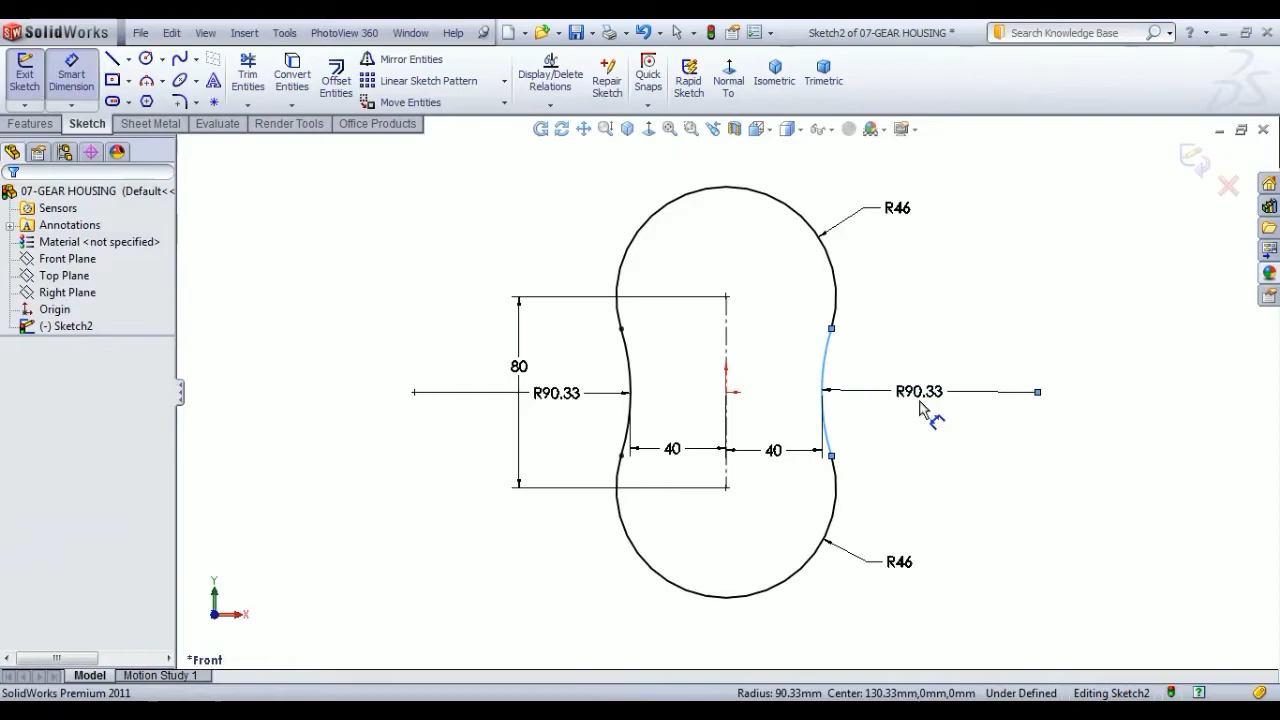 SolidWorks File Edit View Insert Tools PhotoView 360 Window Help Sketch2 of 07-GEAR HOUSING * Search Knowledge Base
Exit Sketch
Smart Dimension
Trim Entities
Convert Entities
Offset Entities
Mirror Entities
Linear Sketch Pattern
Move Entities
Display/Delete Relations
Repair Sketch
Quick Snaps
Rapid Sketch
Normal To
Isometric
Trimetric
Features Sketch Sheet Metal Evaluate Render Tools Office Products
07-GEAR HOUSING (Default<<
Sensors
Annotations
Material <not specified>
Front Plane
Top Plane
Right Plane
Origin
(-) Sketch2
R46
80
R90.33
R90.33
40
40
R46
Y
X
*Front
Model Motion Study 1
SolidWorks Premium 2011 Radius: 90.33mm Center: 130.33mm,0mm,0mm Under Defined Editing Sketch2